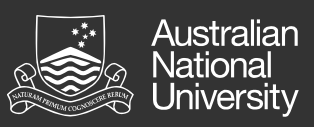 Australian
National
University
NATURAM PRIMUM COGNOSCERE RERUM